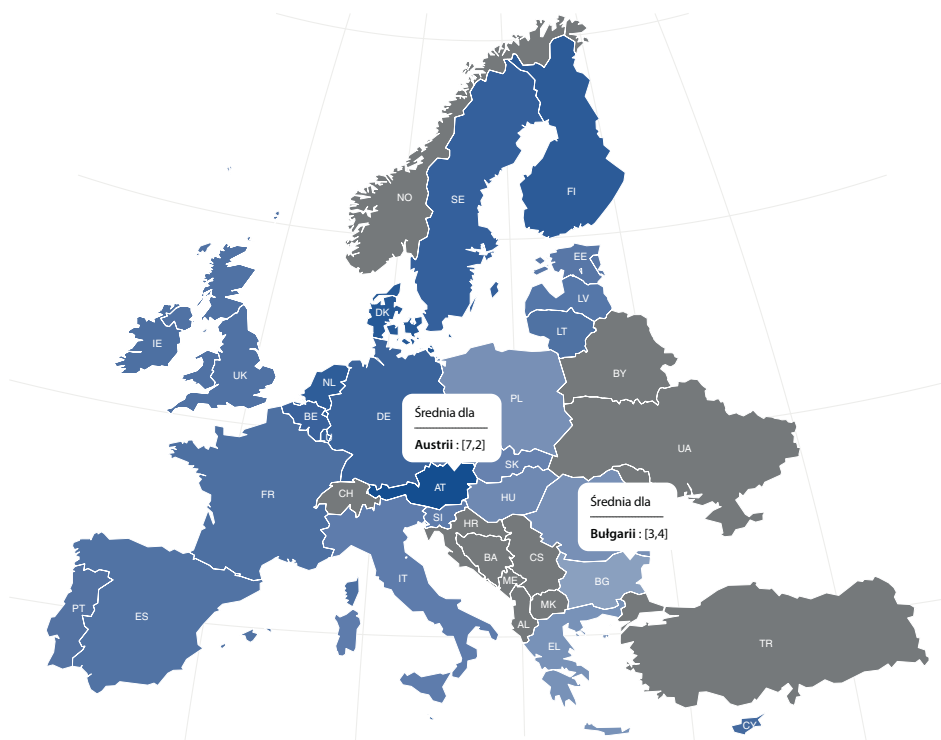 NO
SE
FI
EE
LV
DK
LT
IE
BY
UK
NL
PL
BE
DE
Średnia dla
Austrii : [7,2]
UA
SK
AT
CH
FR
HU
Średnia dla
Bułgarii : [3,4]
SI
HR
BA
CS
IT
ME
BG
MK
PT
ES
AL
TR
EL
CY